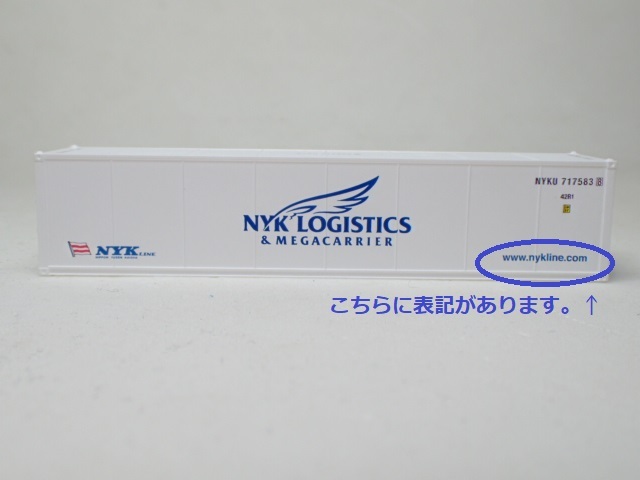 NYKU 717583 8
42R1
NYK LOGISTICS
& MEGACARRIER
NYK LINE
www.nykline.com
こちらに表記があります。↑